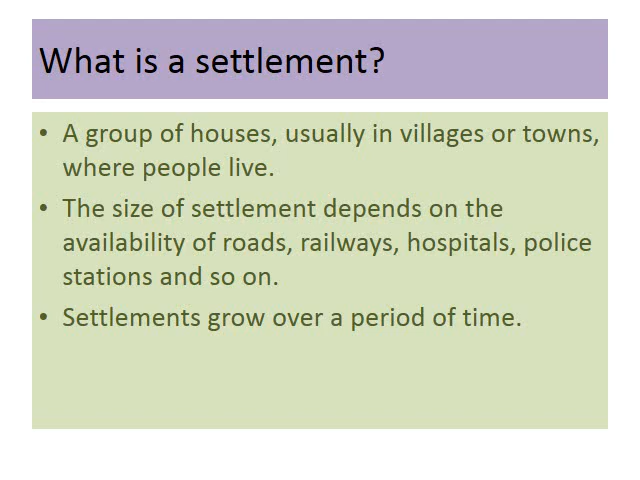 What is a settlement?
• A group of houses, usually in villages or towns,
where people live.
• The size of settlement depends on the
availability of roads, railways, hospitals, police
stations and so on.
• Settlements grow over a period of time.